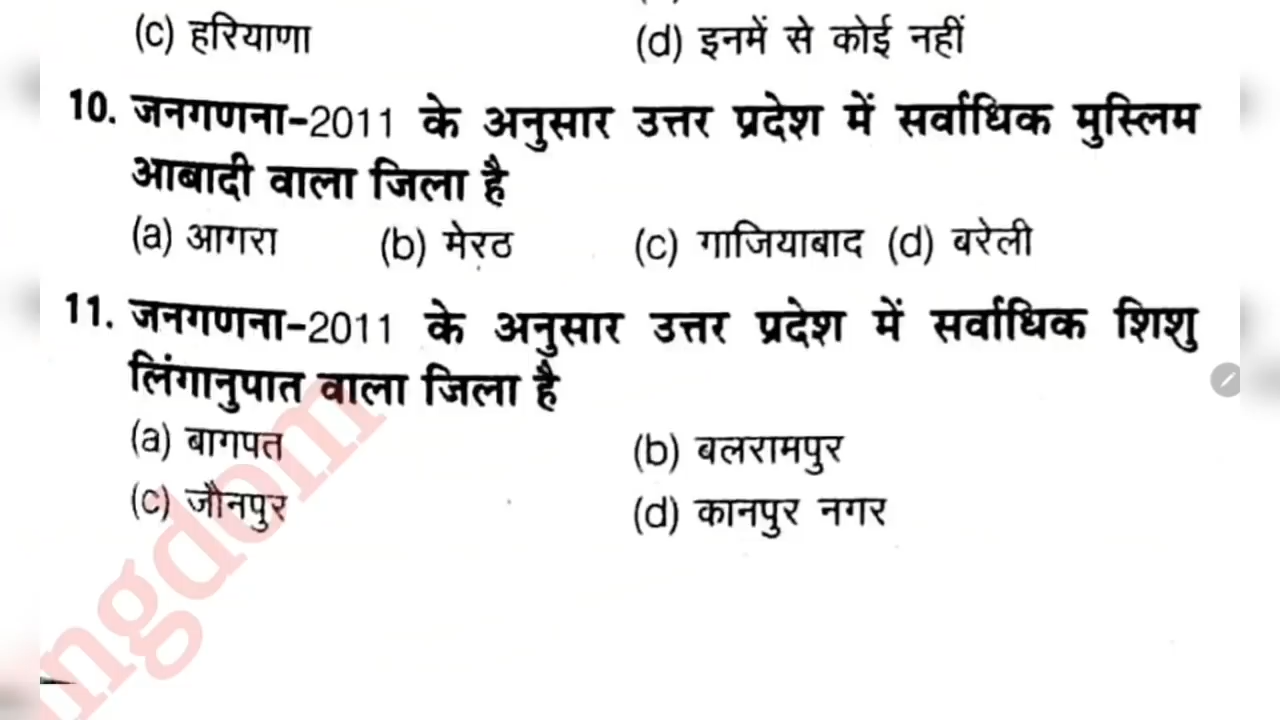 (c) हरियाणा (d) इनमें से कोई नहीं
10. जनगणना-2011 के अनुसार उत्तर प्रदेश में सर्वाधिक मुस्लिम
आबादी वाला जिला है
(a) आगरा (b) मेरठ (c) गाजियाबाद (d) बरेली
11. जनगणना-2011 के अनुसार उत्तर प्रदेश में सर्वाधिक शिशु
लिंगानुपात वाला जिला है
(a) बागपत (b) बलरामपुर
(c) जौनपुर (d) कानपुर नगर